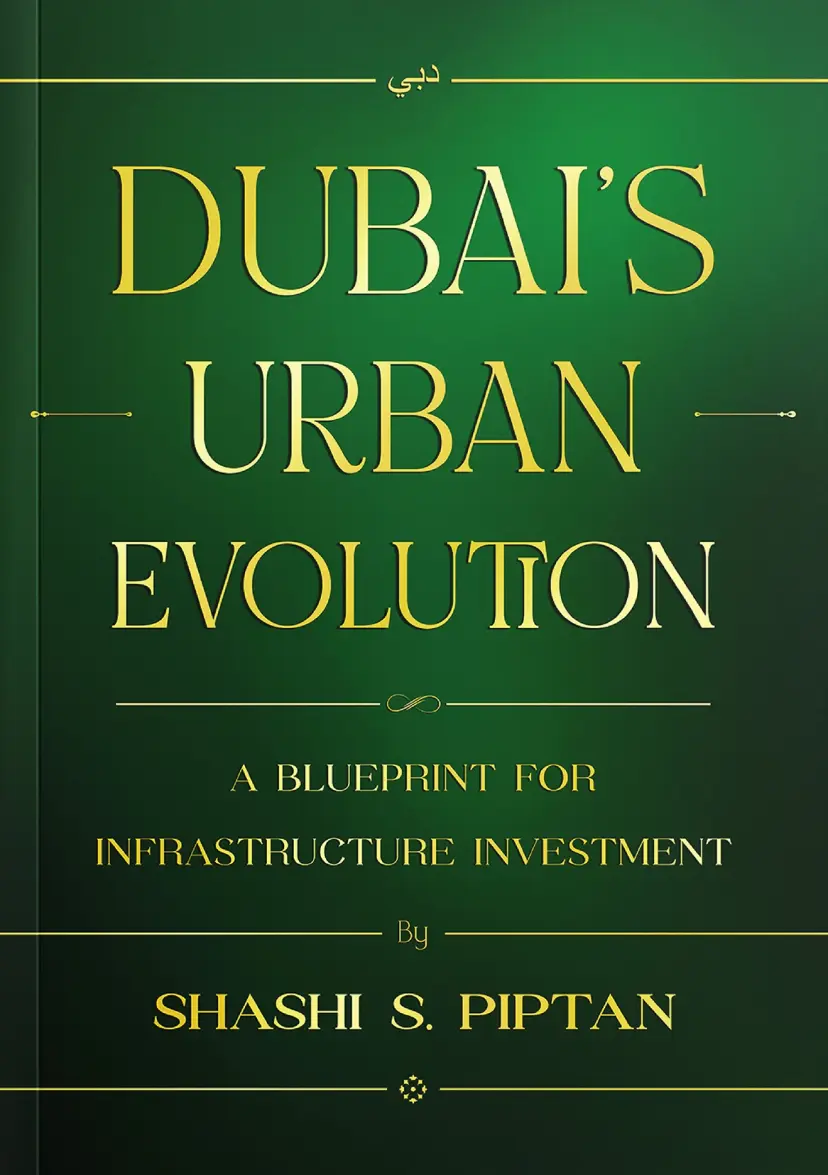 دبي
DUBAI'S
URBAN
EVOLUTION
A BLUEPRINT FOR
INFRASTRUCTURE INVESTMENT
By
SHASHI S. PIPTAN